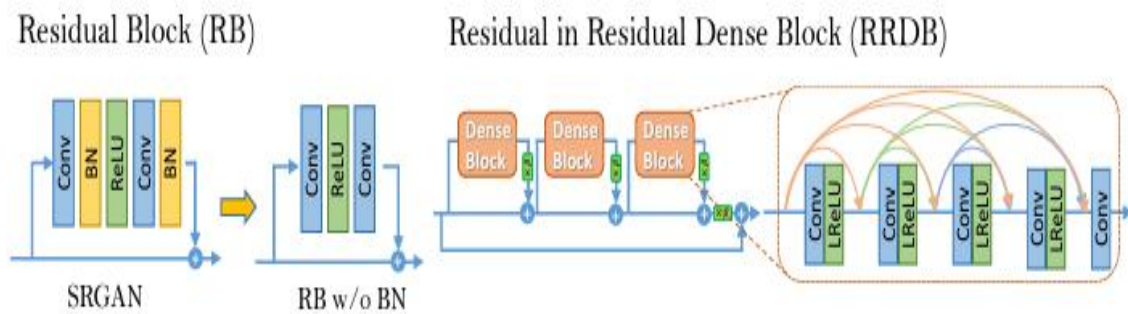 Residual Block (RB)
Residual in Residual Dense Block (RRDB)
Conv
BN
ReLU
Conv
BN
SRGAN
Conv
ReLU
Conv
RB w/o BN
Dense
Block
×β
Dense
Block
×β
Dense
Block
×β
×β
Conv
LReLU
Conv
LReLU
Conv
LReLU
Conv
LReLU
Conv